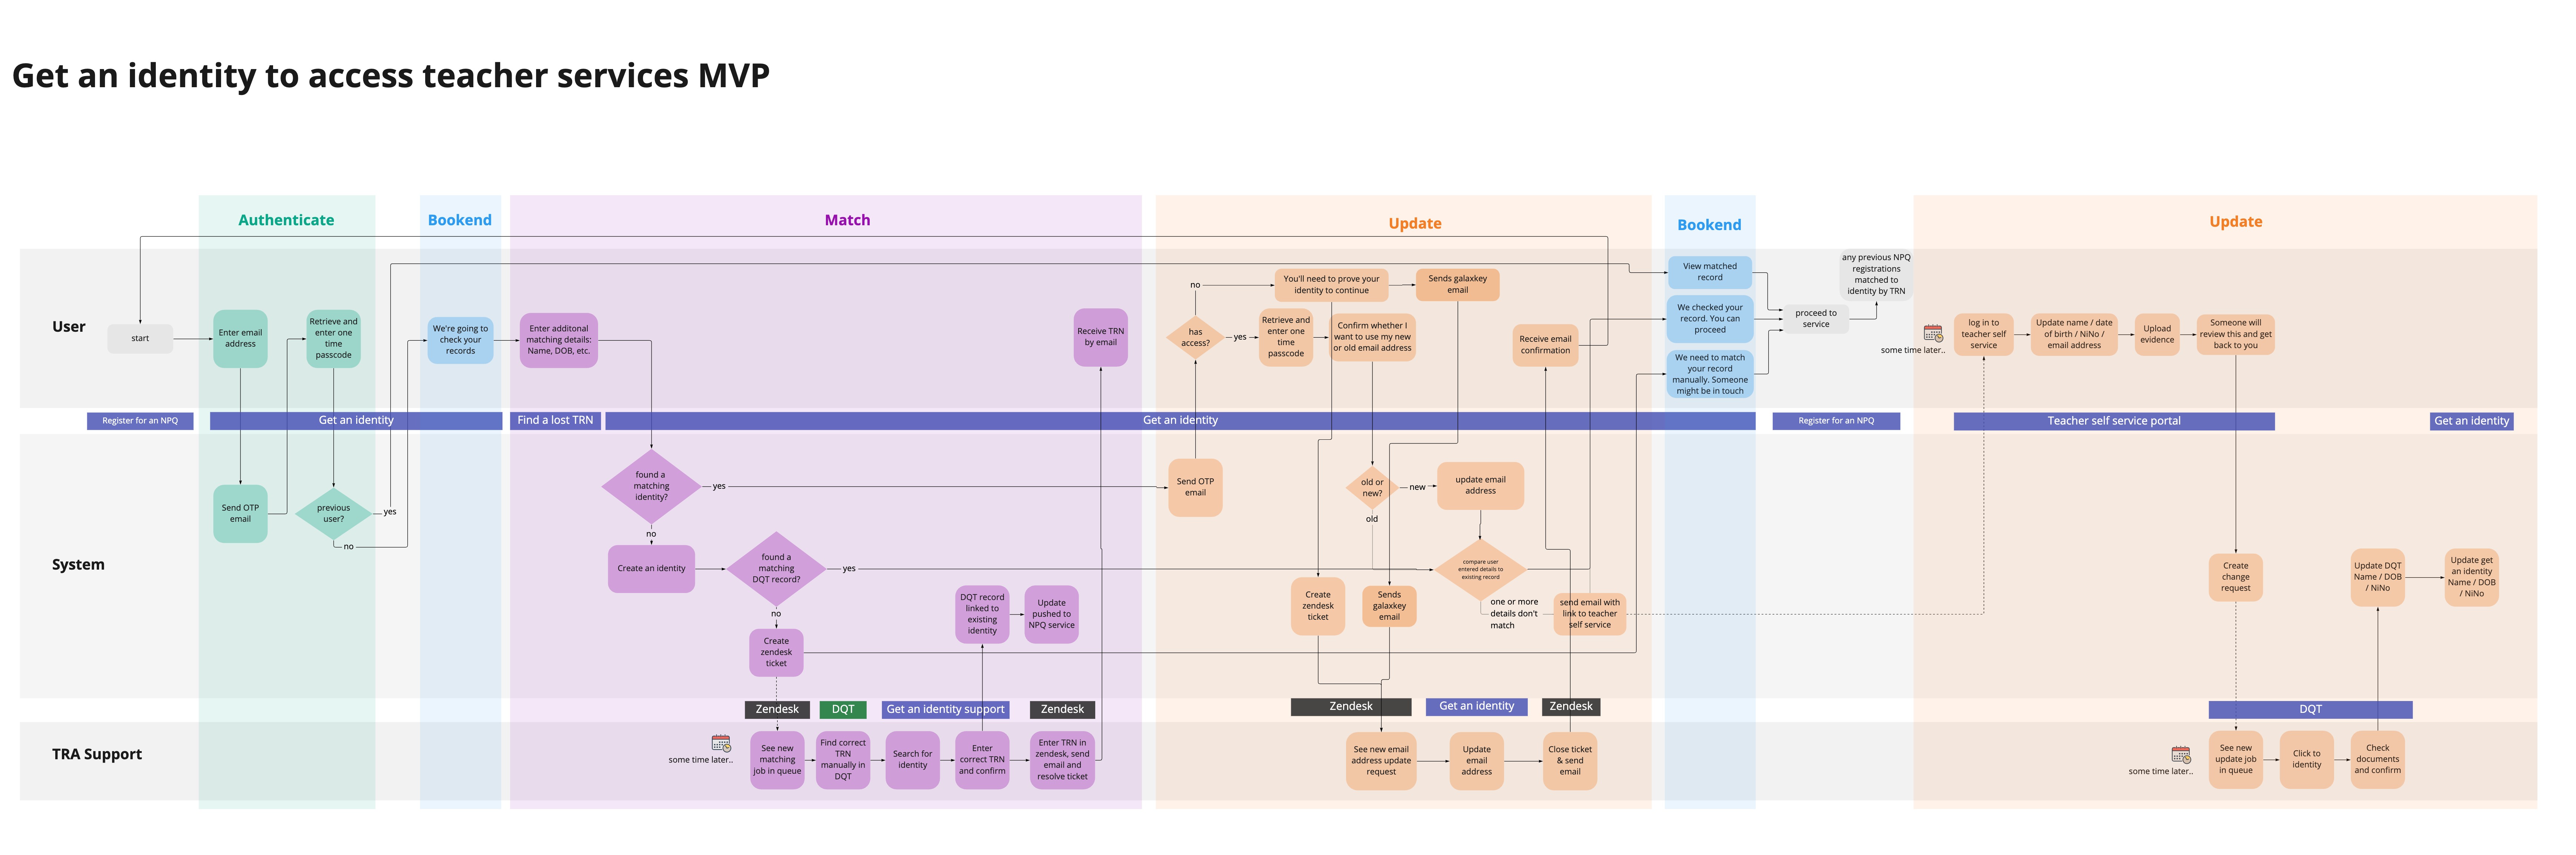 Get an identity to access teacher services MVP
Authenticate
Bookend
Match
Update
Bookend
Update
User
start
Enter email
address
Retrieve and
enter one
time
passcode
We're going to
check your
records
Enter additonal
matching details:
Name, DOB, etc.
Receive TRN
by email
no
has
access?
yes
You'll need to prove your
identity to continue
Sends galaxkey
email
Retrieve and
enter one
time
passcode
Confirm whether I
want to use my new
or old email address
Receive email
confirmation
View matched
record
We checked your
record. You can
proceed
We need to match
your record
manually. Someone
might be in touch
proceed to
service
any previous NPQ
registrations
matched to
identity by TRN
some time later..
log in to
teacher self
service
Update name / date
of birth / NiNo /
email address
Upload
evidence
Someone will
review this and get
back to you
Register for an NPQ
Get an identity
Find a lost TRN
Get an identity
Register for an NPQ
Teacher self service portal
Get an identity
System
Send OTP
email
previous
user?
yes
no
found a
matching
identity?
yes
no
Create an identity
found a
matching
DQT record?
yes
no
Create
zendesk
ticket
DQT record
linked to
existing
identity
Update
pushed to
NPQ service
Send OTP
email
old or
new?
new
old
update email
address
compare user
entered details to
existing record
Create
zendesk
ticket
Sends
galaxkey
email
one or more
details don't
match
send email with
link to teacher
self service
Create
change
request
Update DQT
Name / DOB
/ NiNo
Update get
an identity
Name / DOB
/ NiNo
Zendesk
DQT
Get an identity support
Zendesk
Zendesk
Get an identity
Zendesk
DQT
TRA Support
some time later..
See new
matching
job in queue
Find correct
TRN
manually in
DQT
Search for
identity
Enter
correct TRN
and confirm
Enter TRN in
zendesk, send
email and
resolve ticket
See new email
address update
request
Update
email
address
Close ticket
& send
email
some time later..
See new
update job
in queue
Click to
identity
Check
documents
and confirm